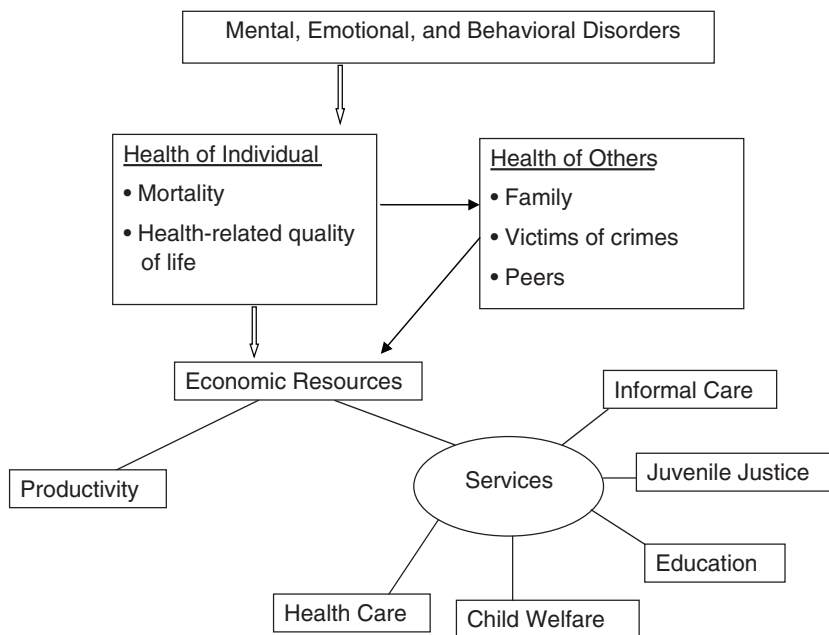 Mental, Emotional, and Behavioral Disorders
Health of Individual
• Mortality
• Health-related quality
of life
Health of Others
• Family
• Victims of crimes
• Peers
Economic Resources
Informal Care
Productivity
Services
Juvenile Justice
Education
Health Care
Child Welfare